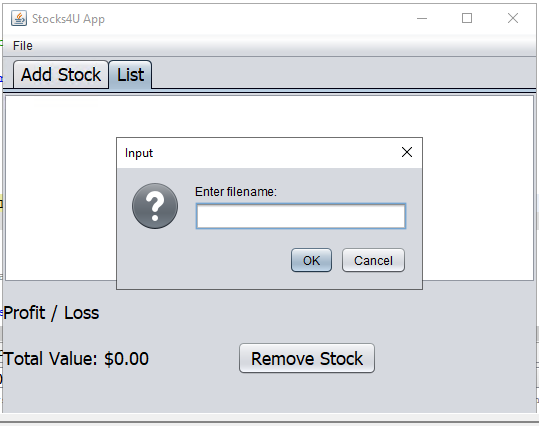 Stocks4U App
File
Add Stock List
Input
Enter filename:
OK Cancel
Profit / Loss
Total Value: $0.00 Remove Stock